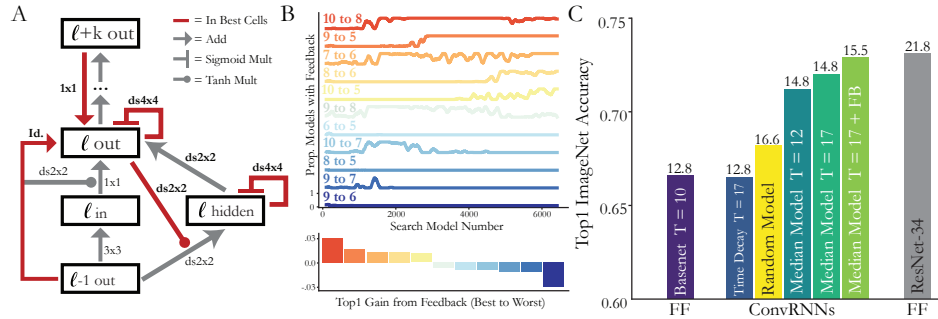 A
ℓ+k out
= In Best Cells
= Add
= Sigmoid Mult
= Tanh Mult
1x1
...
ds4x4
Id.
ℓ out
ds2x2
ds2x2
ds2x2
ds4x4
1x1
ℓ in
ℓ hidden
3x3
ds2x2
ℓ-1 out
B
Prop. Models with Feedback
10 to 8
9 to 5
7 to 6
8 to 6
10 to 5
9 to 8
6 to 5
10 to 7
8 to 5
9 to 7
9 to 6
1
0
0
2000
4000
6000
Search Model Number
.03
0.0
-.03
Top1 Gain from Feedback (Best to Worst)
C
Top1 ImageNet Accuracy
0.75
0.70
0.65
0.60
12.8
12.8
16.6
14.8
14.8
15.5
21.8
Basenet T = 10
Time Decay T = 17
Random Model
Median Model T = 12
Median Model T = 17
Median Model T = 17 + FB
ResNet-34
FF
ConvRNNs
FF